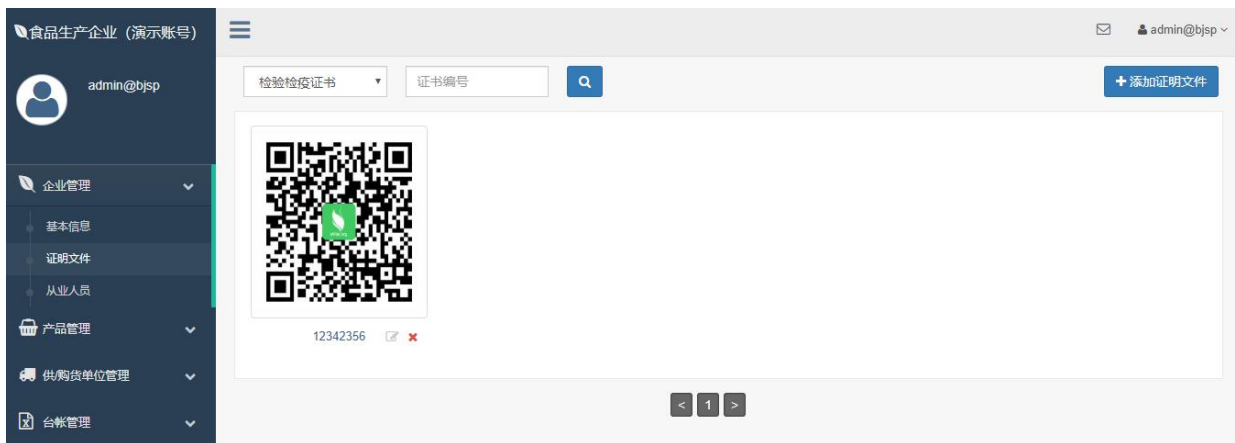 食品生产企业（演示账号）
admin@bjsp
admin@bjsp
检验检疫证书
证书编号
添加证明文件
企业管理
基本信息
证明文件
从业人员
产品管理
供/购货单位管理
台帐管理
12342356
< 1 >